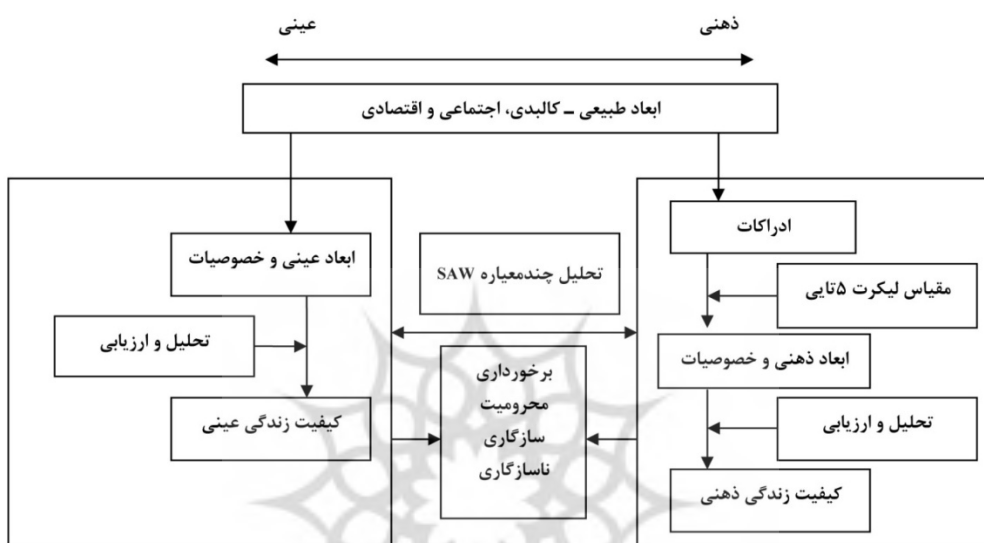 ذهنی
عینی
ابعاد طبیعی – کالبدی، اجتماعی و اقتصادی
ادراکات
مقیاس لیکرت ۵تایی
ابعاد ذهنی و خصوصیات
تحلیل و ارزیابی
کیفیت زندگی ذهنی
تحلیل چندمعیاره SAW
برخورداری
محرومیت
سازگاری
ناسازگاری
ابعاد عینی و خصوصیات
تحلیل و ارزیابی
کیفیت زندگی عینی